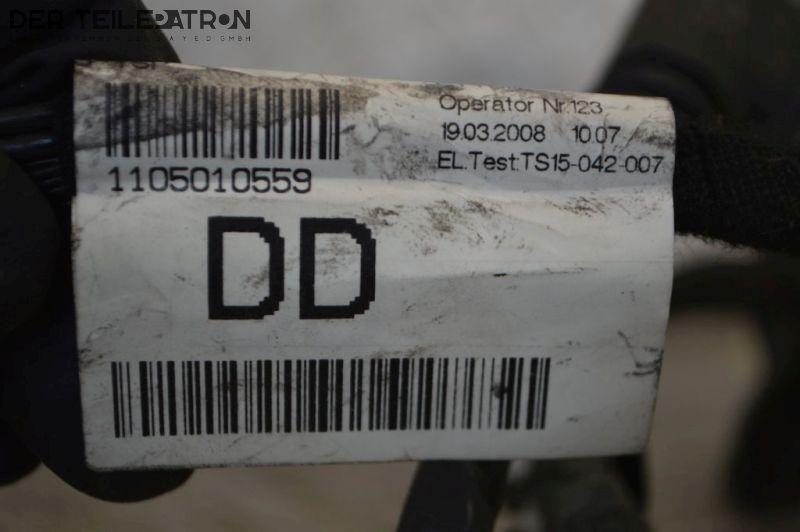 DER TEILEPATRON
Operator Nr.123
19.03.2008 10.07
EL.Test:TS15-042-007
1105010559
DD